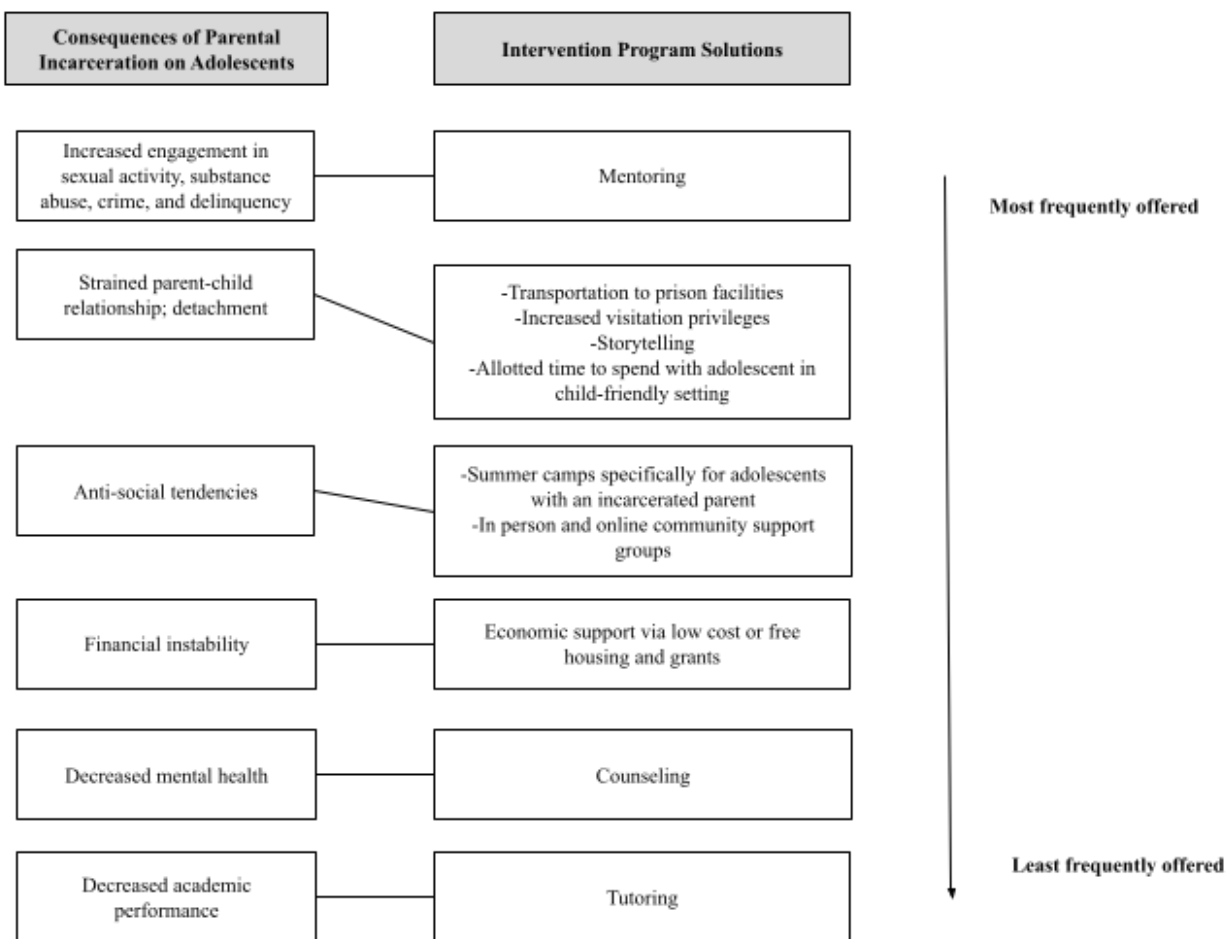 Consequences of Parental
Incarceration on Adolescents
Intervention Program Solutions
Increased engagement in
sexual activity, substance
abuse, crime, and delinquency
Mentoring
Most frequently offered
Strained parent-child
relationship; detachment
-Transportation to prison facilities
-Increased visitation privileges
-Storytelling
-Allotted time to spend with adolescent in
child-friendly setting
Anti-social tendencies
-Summer camps specifically for adolescents
with an incarcerated parent
-In person and online community support
groups
Financial instability
Economic support via low cost or free
housing and grants
Decreased mental health
Counseling
Decreased academic
performance
Tutoring
Least frequently offered